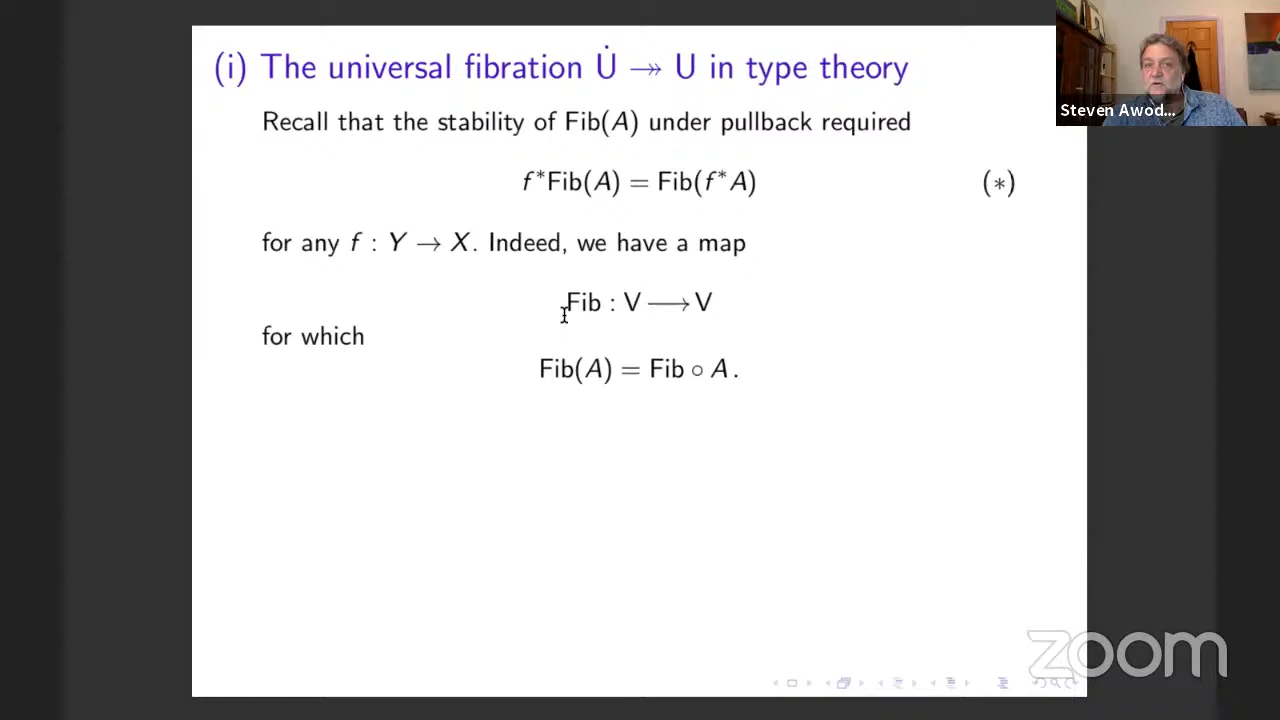 (i) The universal fibration U̇ ↠ U in type theory
Recall that the stability of Fib(A) under pullback required
f*Fib(A) = Fib(f*A) (∗)
for any f : Y → X. Indeed, we have a map
Fib : V ⟶ V
for which
Fib(A) = Fib ∘ A .
Steven Awod...
zoom